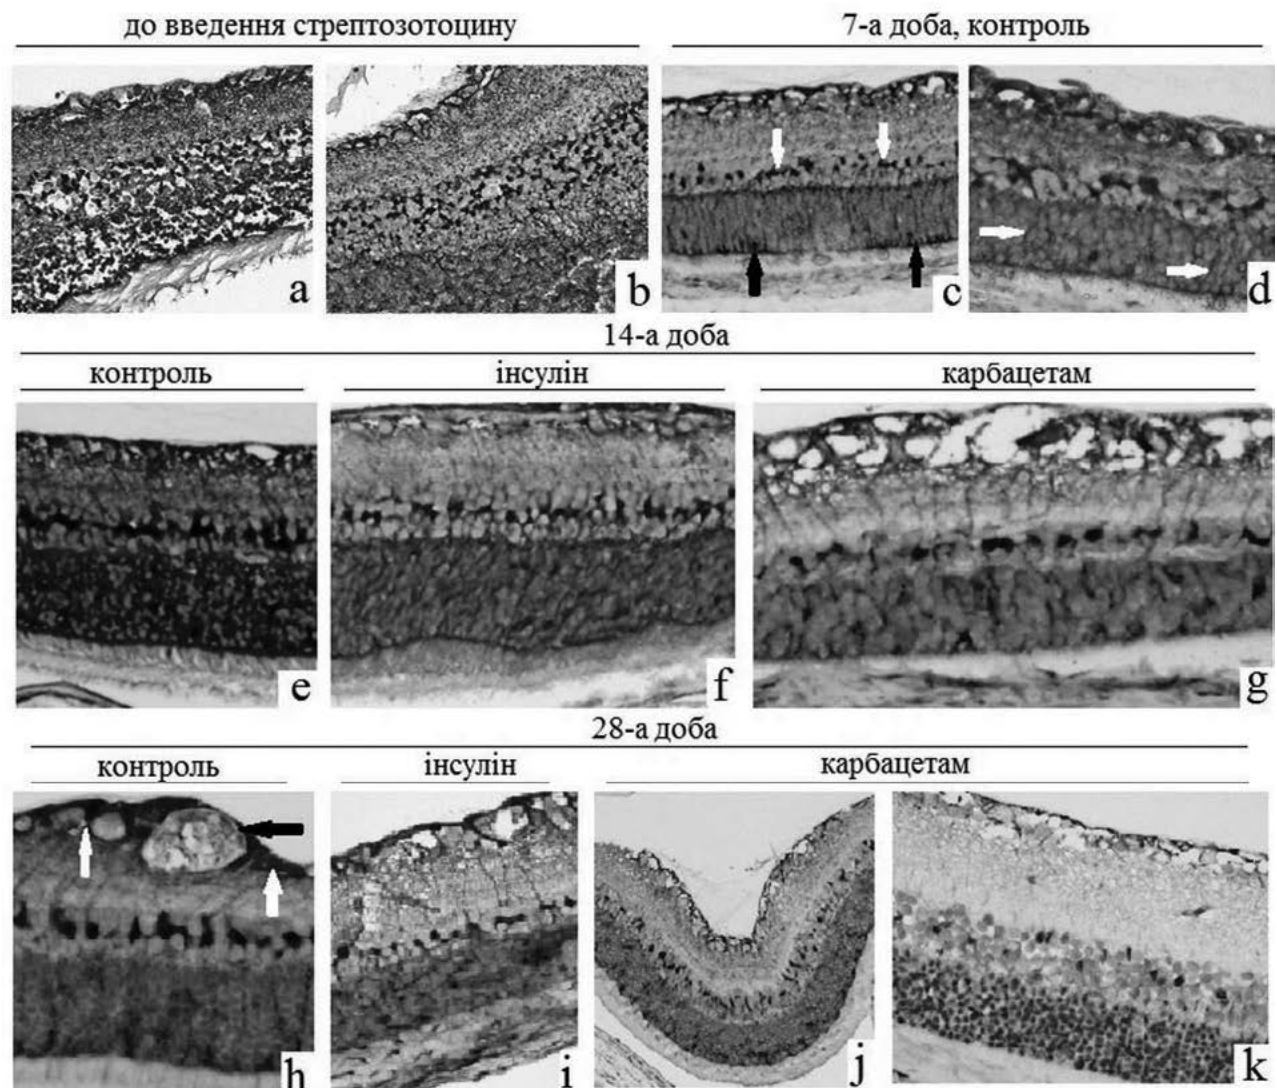 до введення стрептозотоцину
7-а доба, контроль
a
b
c
d
14-а доба
контроль
інсулін
карбацетам
e
f
g
28-а доба
контроль
інсулін
карбацетам
h
i
j
k